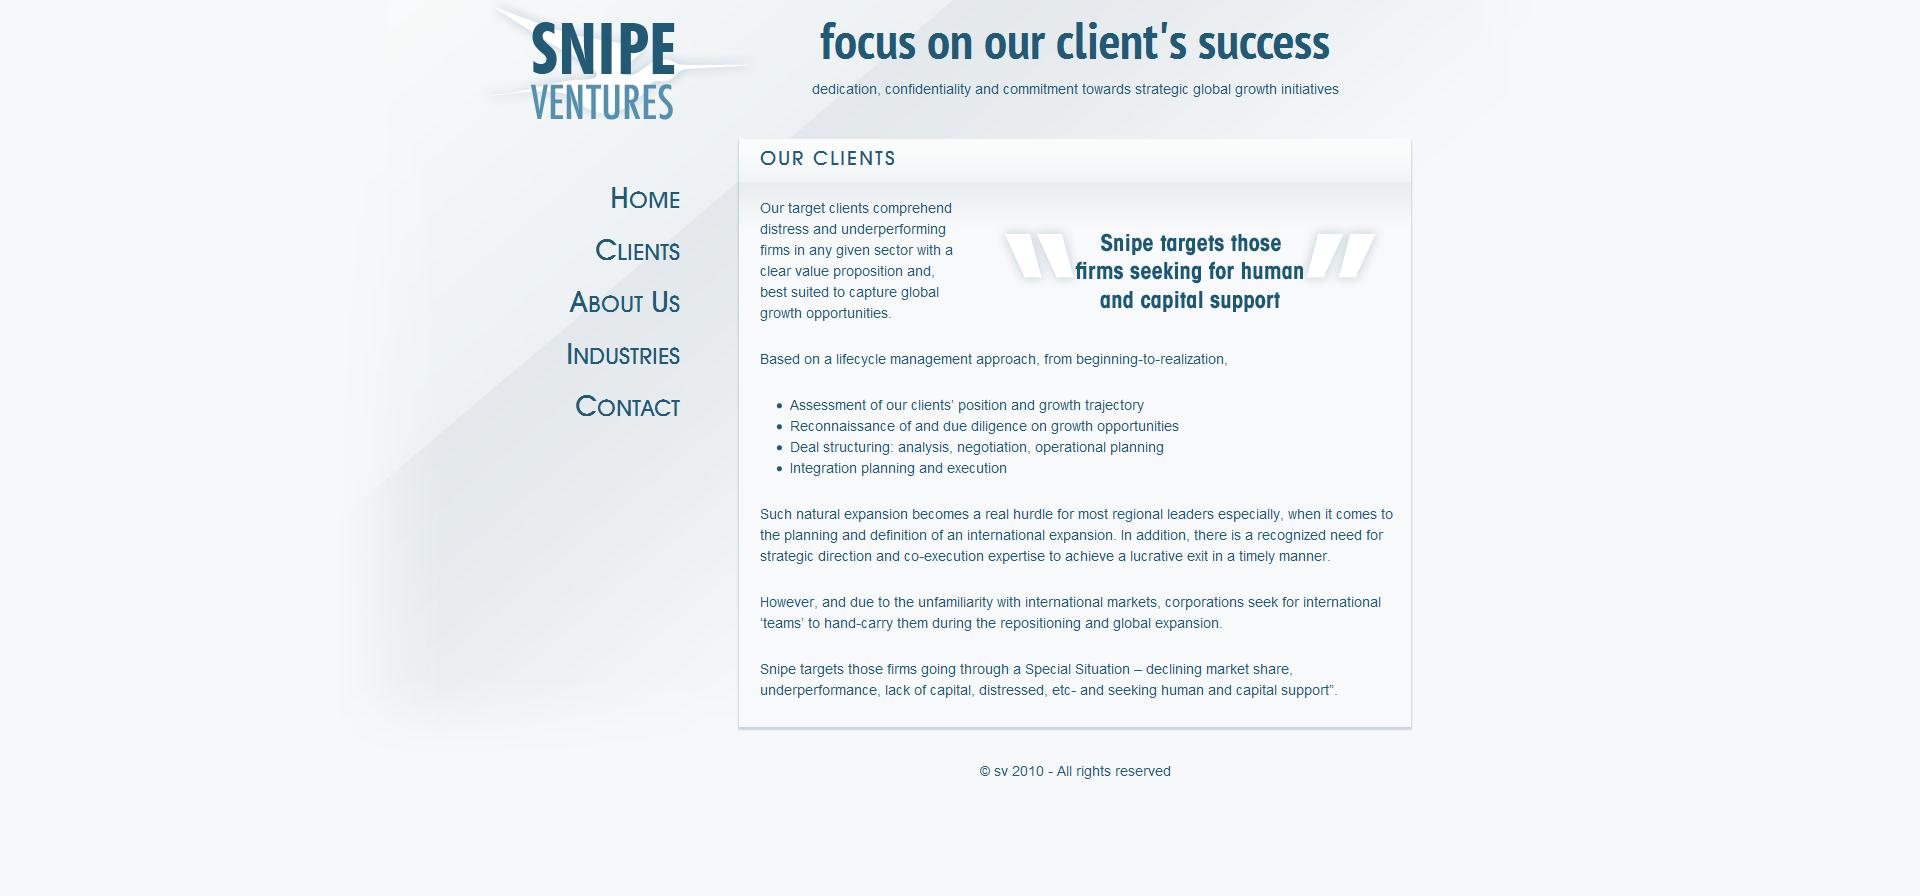 SNIPE
VENTURES
focus on our client's success
dedication, confidentiality and commitment towards strategic global growth initiatives
Home
Clients
About Us
Industries
Contact
OUR CLIENTS
Our target clients comprehend
distress and underperforming
firms in any given sector with a
clear value proposition and,
best suited to capture global
growth opportunities.
" Snipe targets those "
firms seeking for human
and capital support
Based on a lifecycle management approach, from beginning-to-realization,
• Assessment of our clients’ position and growth trajectory
• Reconnaissance of and due diligence on growth opportunities
• Deal structuring: analysis, negotiation, operational planning
• Integration planning and execution
Such natural expansion becomes a real hurdle for most regional leaders especially, when it comes to
the planning and definition of an international expansion. In addition, there is a recognized need for
strategic direction and co-execution expertise to achieve a lucrative exit in a timely manner.
However, and due to the unfamiliarity with international markets, corporations seek for international
‘teams’ to hand-carry them during the repositioning and global expansion.
Snipe targets those firms going through a Special Situation – declining market share,
underperformance, lack of capital, distressed, etc- and seeking human and capital support”.
© sv 2010 - All rights reserved